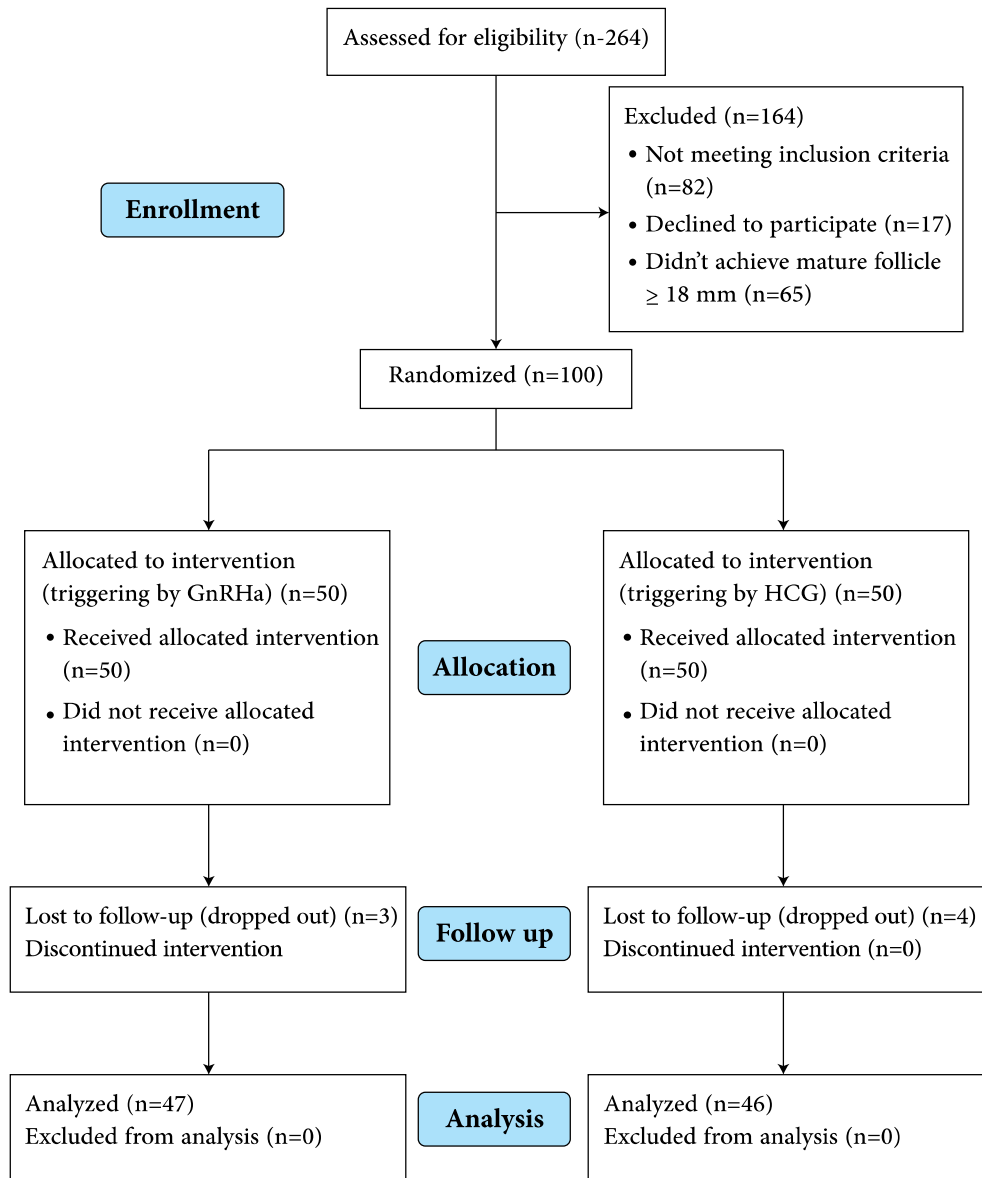 Assessed for eligibility (n-264)
Excluded (n=164)
• Not meeting inclusion criteria
(n=82)
• Declined to participate (n=17)
• Didn't achieve mature follicle
≥ 18 mm (n=65)
Enrollment
Randomized (n=100)
Allocated to intervention
(triggering by GnRHa) (n=50)
• Received allocated intervention
(n=50)
• Did not receive allocated
intervention (n=0)
Allocation
Allocated to intervention
(triggering by HCG) (n=50)
• Received allocated intervention
(n=50)
• Did not receive allocated
intervention (n=0)
Lost to follow-up (dropped out) (n=3)
Discontinued intervention
Follow up
Lost to follow-up (dropped out) (n=4)
Discontinued intervention (n=0)
Analyzed (n=47)
Excluded from analysis (n=0)
Analysis
Analyzed (n=46)
Excluded from analysis (n=0)